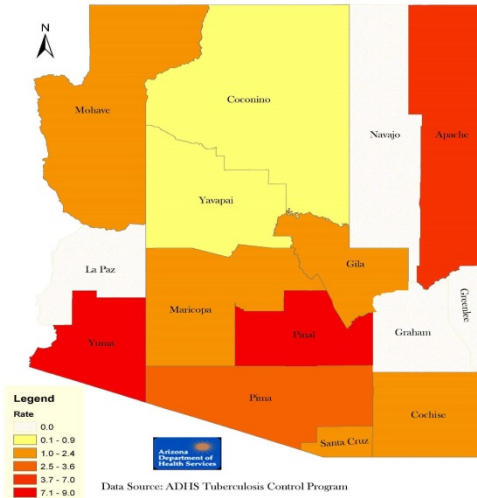 N
Mohave
Coconino
Navajo
Apache
Yavapai
La Paz
Gila
Greenlee
Maricopa
Yuma
Pinal
Graham
Pima
Cochise
Santa Cruz
Legend
Rate
0.0
0.1 - 0.9
1.0 - 2.4
2.5 - 3.6
3.7 - 7.0
7.1 - 9.0
Arizona
Department of
Health Services
Data Source: ADHS Tuberculosis Control Program